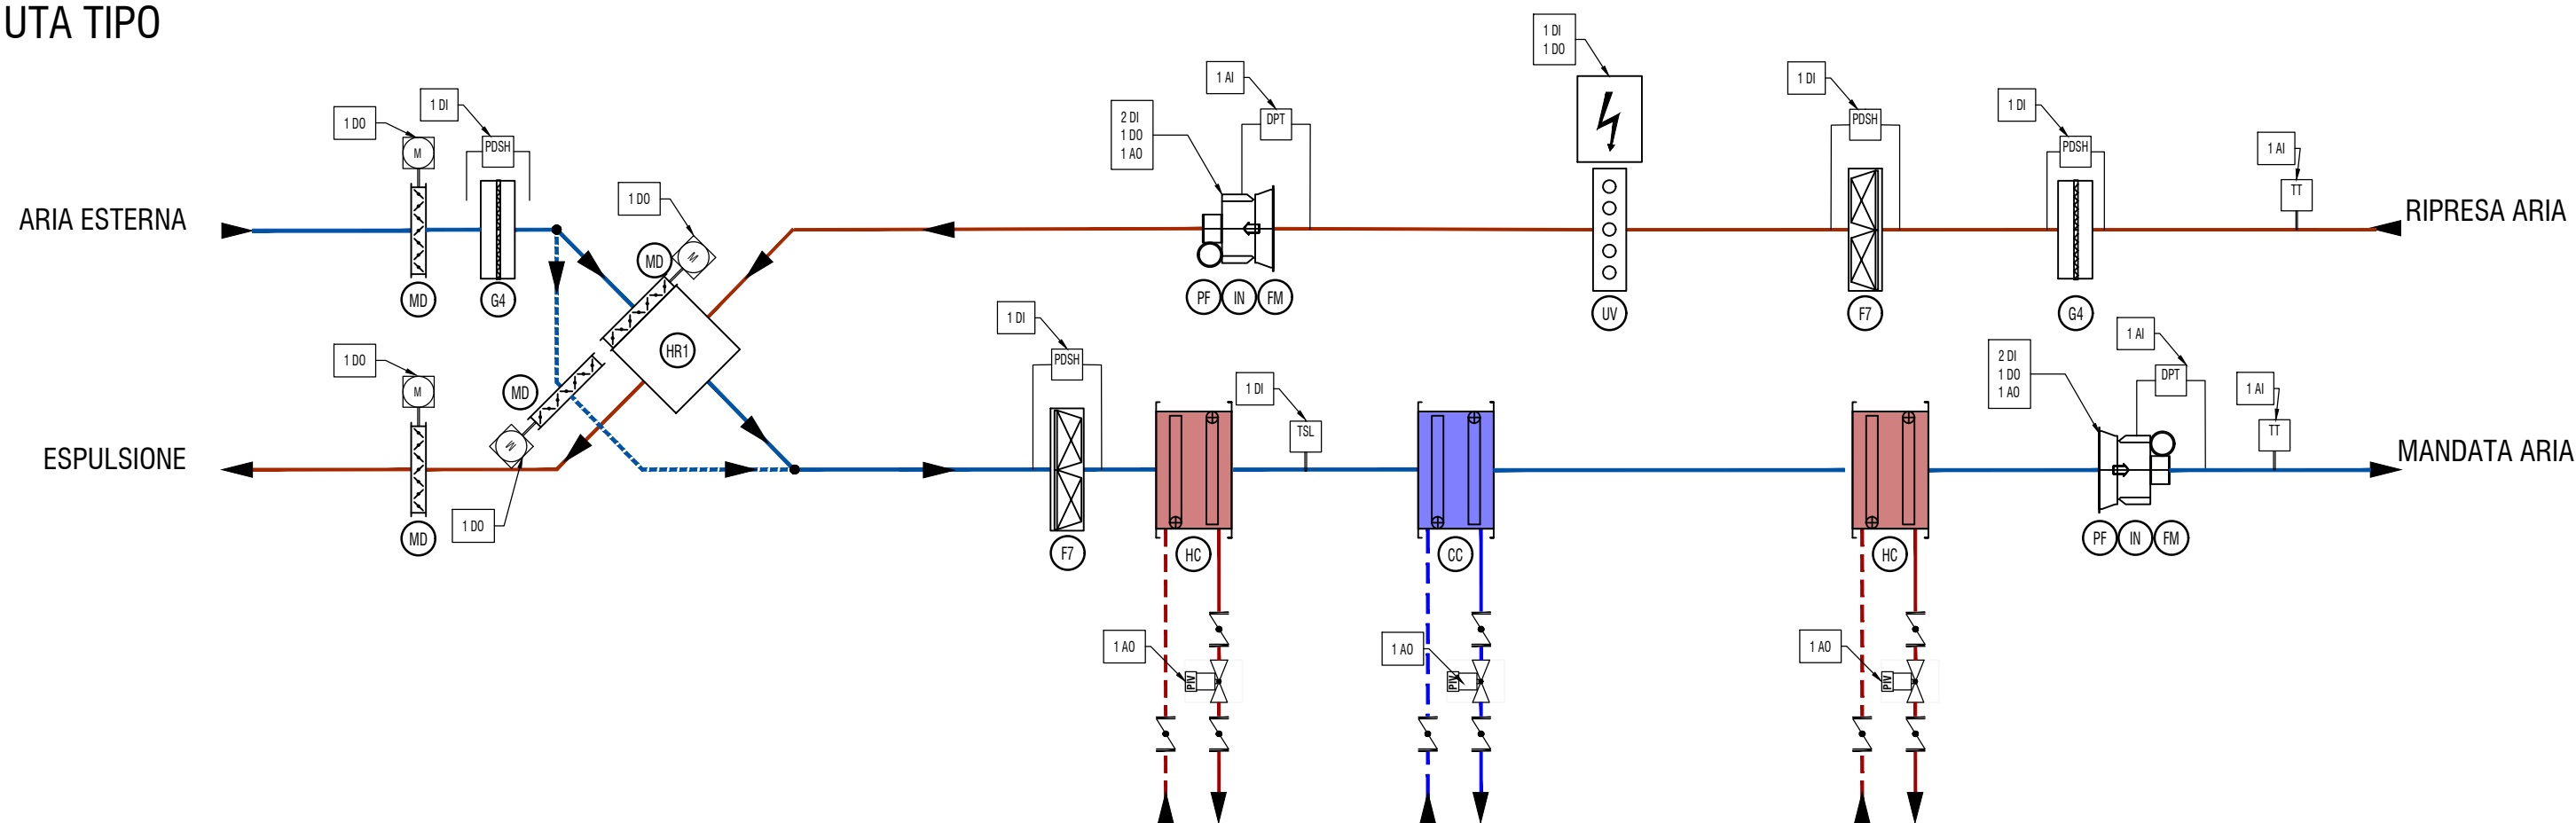 UTA TIPO
1 DI
1 DO
1 AI
1 DI
1 DI
1 DI
1 DO
M
PDSH
2 DI
1 DO
1 AO
DPT
PDSH
PDSH
1 AI
TT
1 DO
ARIA ESTERNA
RIPRESA ARIA
MD
M
MD
G4
PF
IN
FM
UV
F7
G4
1 DI
PDSH
HR1
1 DO
M
MD
M
1 DI
TSL
2 DI
1 DO
1 AO
1 AI
DPT
1 AI
TT
ESPULSIONE
MANDATA ARIA
1 DO
MD
F7
HC
CC
HC
PF
IN
FM
1 AO
PIV
1 AO
PIV
1 AO
PIV